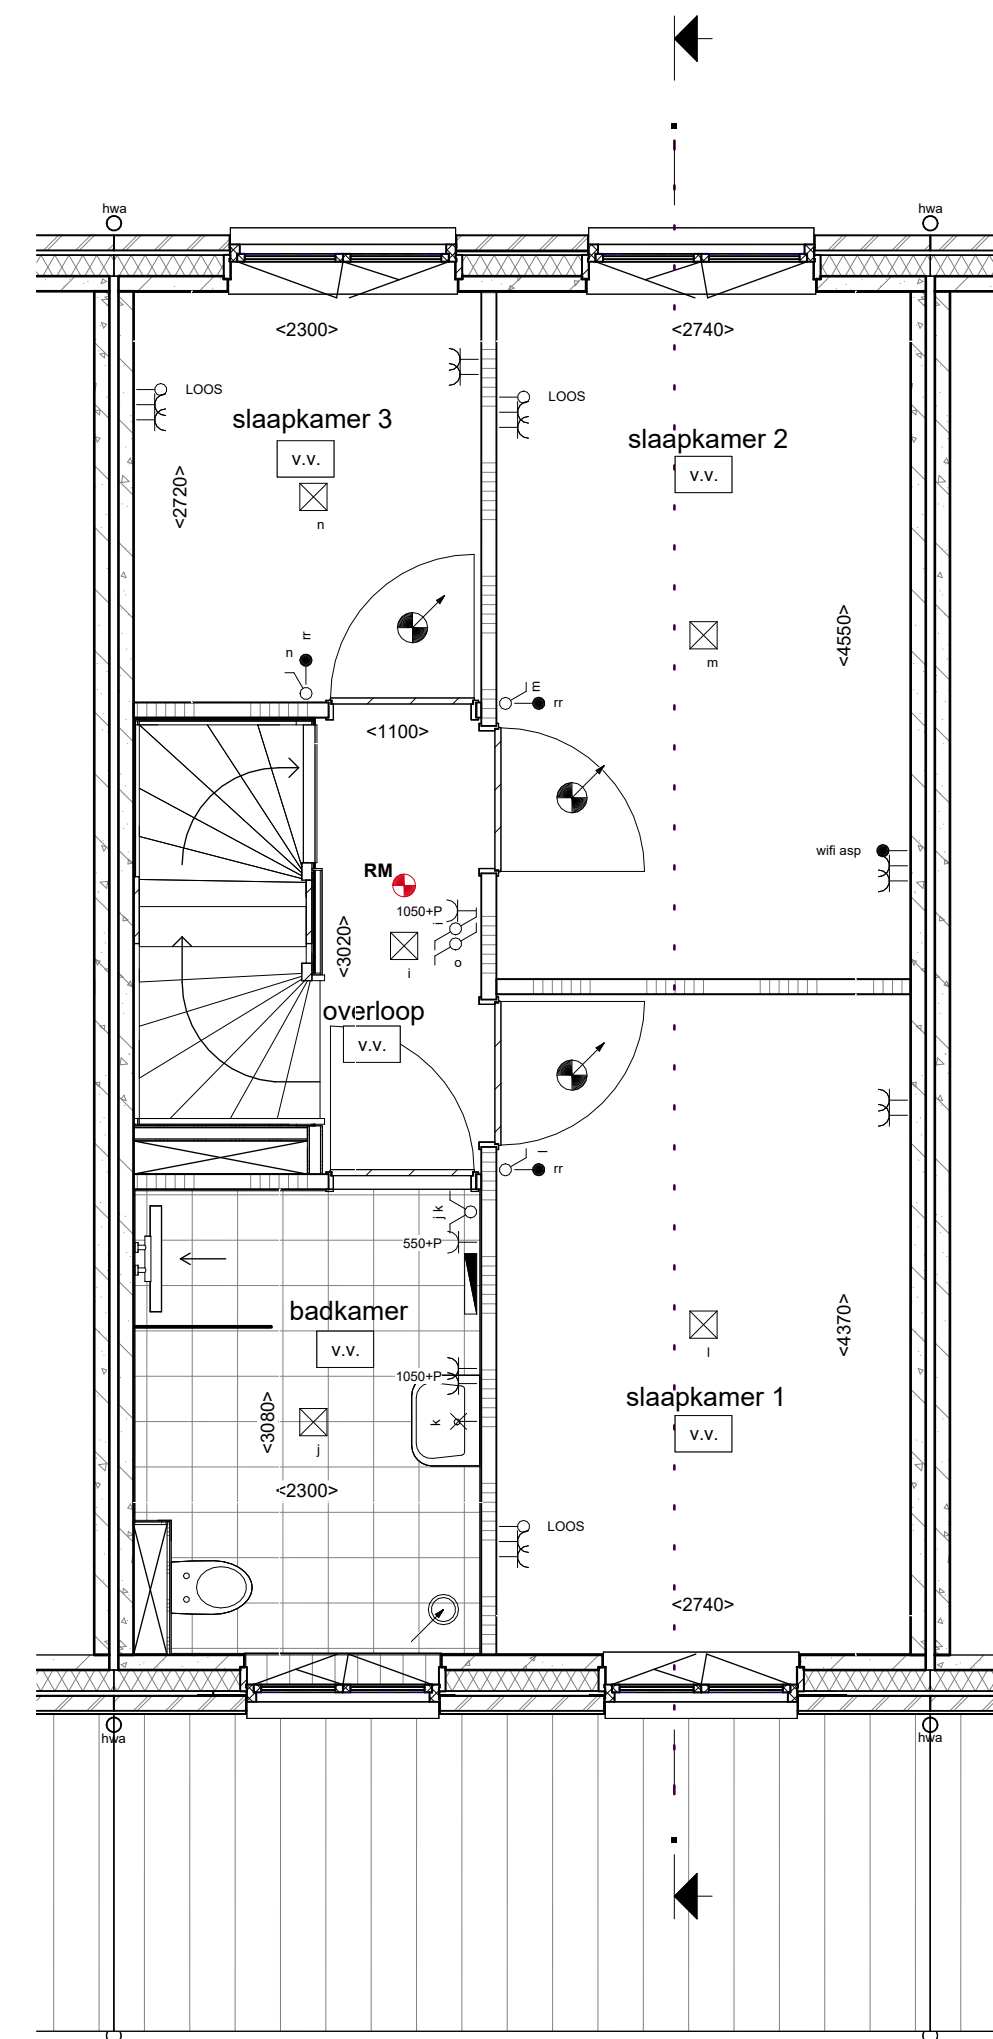 hwa
hwa
<2300>
<2740>
LOOS
LOOS
slaapkamer 3
slaapkamer 2
v.v.
v.v.
<2720>
n
<4550>
rr
n
m
m
rr
<1100>
wifi asp
RM
1050+P
i
<3020>
i
o
overloop
v.v.
l
rr
j k
550+P
badkamer
v.v.
<4370>
l
1050+P
slaapkamer 1
<3080>
k
v.v.
j
<2300>
LOOS
<2740>
hwa
hwa